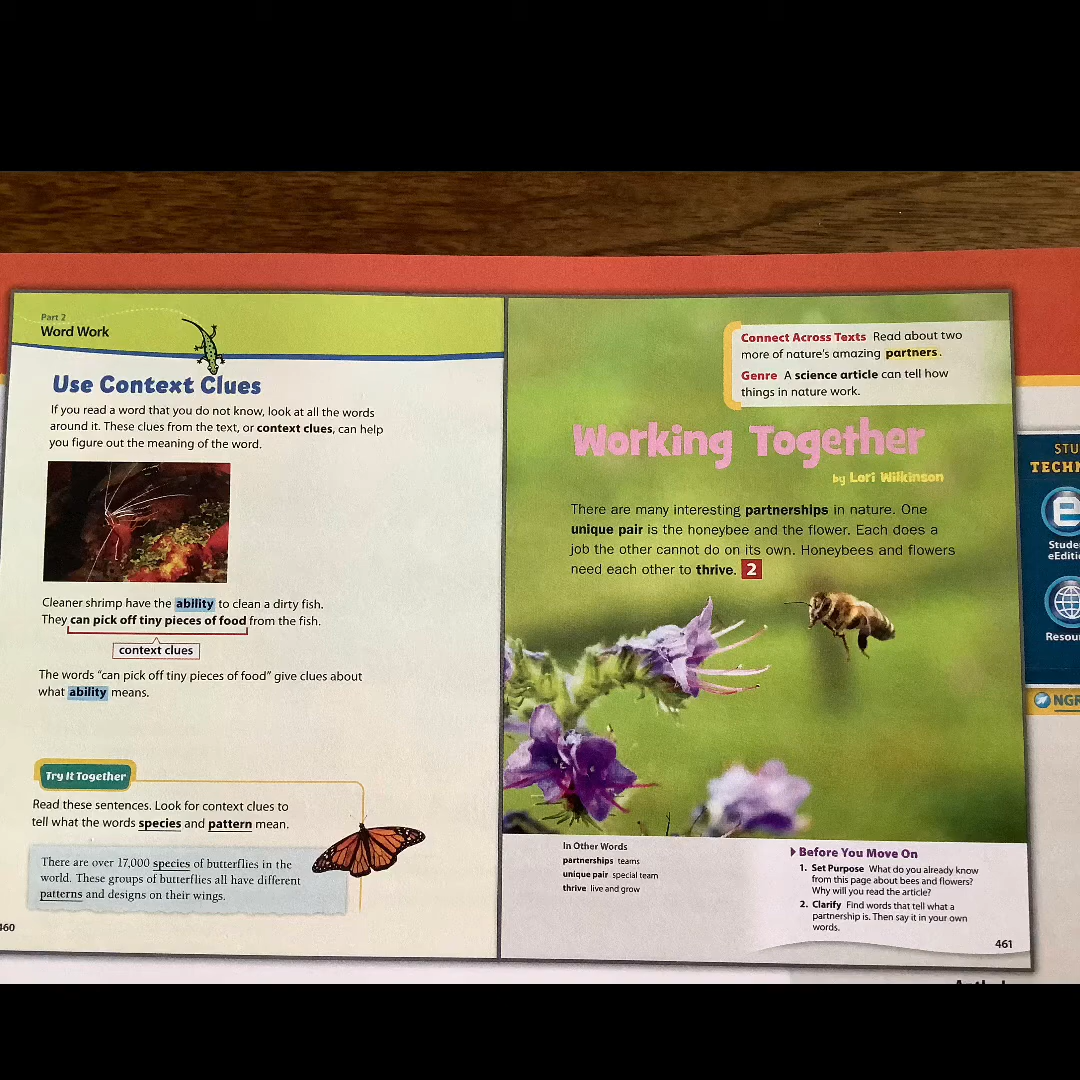 Part 2
Word Work
Use Context Clues
If you read a word that you do not know, look at all the words
around it. These clues from the text, or context clues, can help
you figure out the meaning of the word.
Cleaner shrimp have the ability to clean a dirty fish.
They can pick off tiny pieces of food from the fish.
context clues
The words “can pick off tiny pieces of food” give clues about
what ability means.
Try It Together
Read these sentences. Look for context clues to
tell what the words species and pattern mean.
There are over 17,000 species of butterflies in the
world. These groups of butterflies all have different
patterns and designs on their wings.
460
Connect Across Texts Read about two
more of nature's amazing partners.
Genre A science article can tell how
things in nature work.
Working Together
by Lori Wilkinson
There are many interesting partnerships in nature. One
unique pair is the honeybee and the flower. Each does a
job the other cannot do on its own. Honeybees and flowers
need each other to thrive. 2
In Other Words
partnerships teams
unique pair special team
thrive live and grow
Before You Move On
1. Set Purpose What do you already know
from this page about bees and flowers?
Why will you read the article?
2. Clarify Find words that tell what a
partnership is. Then say it in your own
words.
461
STU
TECHN
e
Stude
eEditi
Resou
NGR